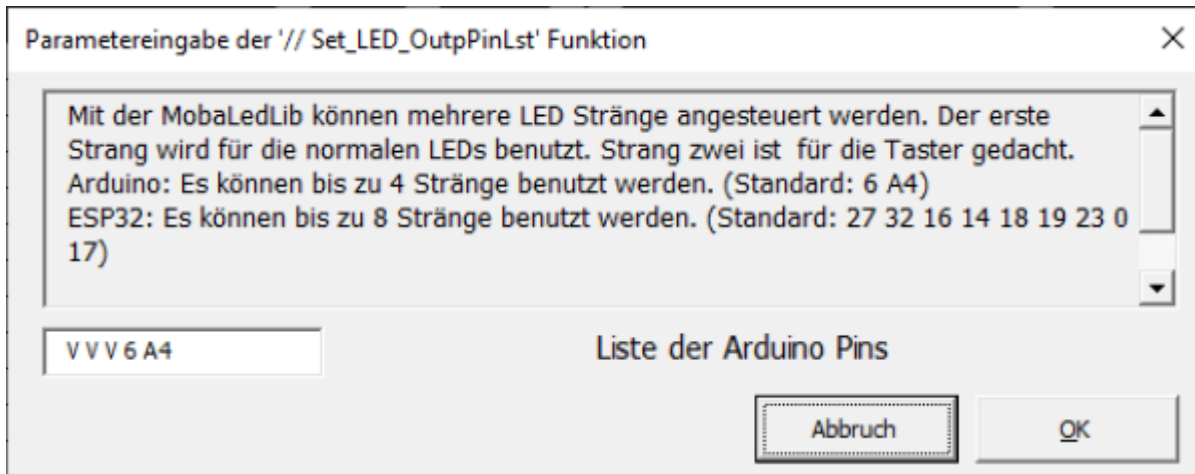 Parametereingabe der '// Set_LED_OutpPinLst' Funktion
Mit der MobaLedLib können mehrere LED Stränge angesteuert werden. Der erste
Strang wird für die normalen LEDs benutzt. Strang zwei ist  für die Taster gedacht.
Arduino: Es können bis zu 4 Stränge benutzt werden. (Standard: 6 A4)
ESP32: Es können bis zu 8 Stränge benutzt werden. (Standard: 27 32 16 14 18 19 23 0
17)
V V V 6 A4
Liste der Arduino Pins
Abbruch
OK